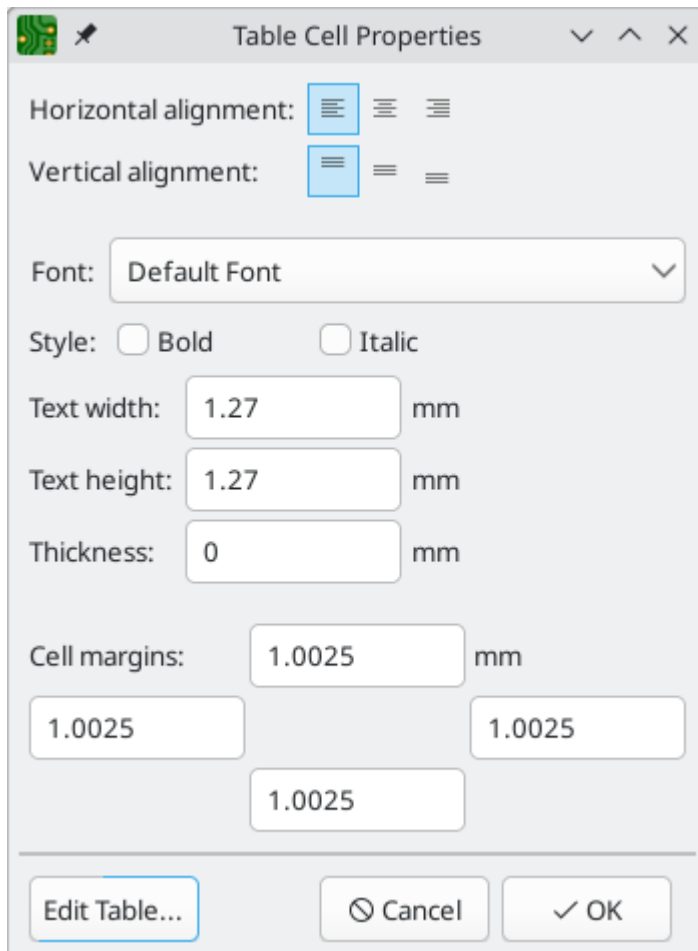 Table Cell Properties
Horizontal alignment:
Vertical alignment:
Font: Default Font
Style: Bold Italic
Text width: 1.27 mm
Text height: 1.27 mm
Thickness: 0 mm
Cell margins: 1.0025 mm
1.0025 1.0025
1.0025
Edit Table... Cancel OK